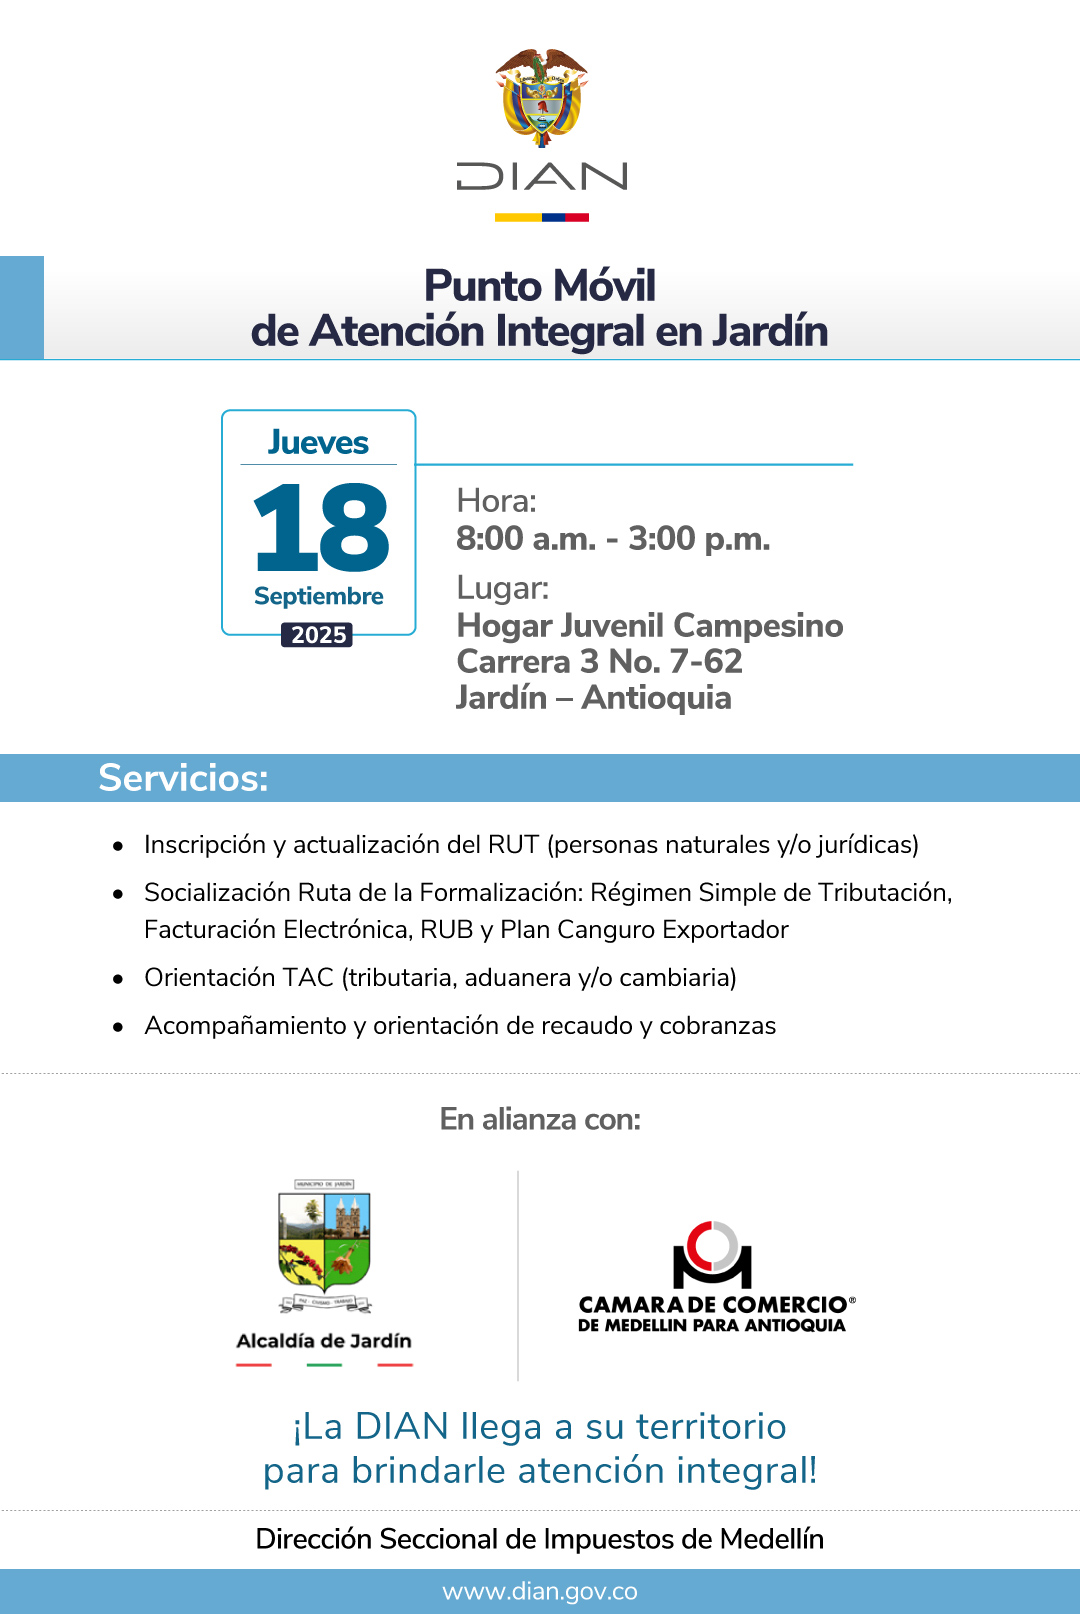 DIAN
Punto Móvil
de Atención Integral en Jardín
Jueves
18
Septiembre
2025
Hora:
8:00 a.m. - 3:00 p.m.
Lugar:
Hogar Juvenil Campesino
Carrera 3 No. 7-62
Jardín – Antioquia
Servicios:
• Inscripción y actualización del RUT (personas naturales y/o jurídicas)
• Socialización Ruta de la Formalización: Régimen Simple de Tributación,
Facturación Electrónica, RUB y Plan Canguro Exportador
• Orientación TAC (tributaria, aduanera y/o cambiaria)
• Acompañamiento y orientación de recaudo y cobranzas
En alianza con:
MUNICIPIO DE JARDÍN
PAZ - CIVISMO - TRABAJO
Alcaldía de Jardín
CAMARA DE COMERCIO®
DE MEDELLIN PARA ANTIOQUIA
¡La DIAN llega a su territorio
para brindarle atención integral!
Dirección Seccional de Impuestos de Medellín
www.dian.gov.co